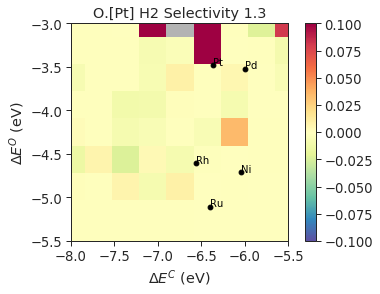 O.[Pt] H2 Selectivity 1.3
ΔE^O (eV)
−3.0
−3.5
−4.0
−4.5
−5.0
−5.5
Pt
Pd
Rh
Ni
Ru
−8.0 −7.5 −7.0 −6.5 −6.0 −5.5
ΔE^C (eV)
0.100
0.075
0.050
0.025
0.000
−0.025
−0.050
−0.075
−0.100